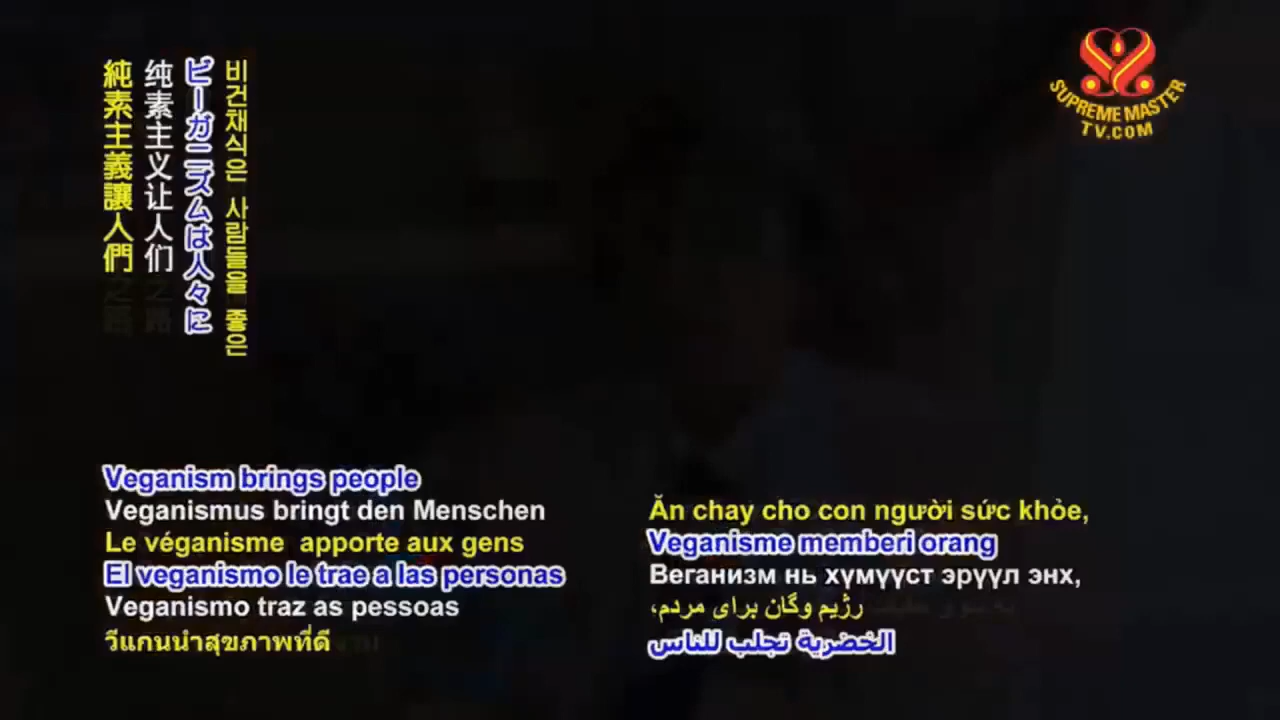 純素主義讓人們
纯素主义让人们
ビーガニズムは人々に
비건채식은 사람들을 좋은
SUPREME MASTER
TV.COM
Veganism brings people
Veganismus bringt den Menschen
Le véganisme apporte aux gens
El veganismo le trae a las personas
Veganismo traz as pessoas
วีแกนนำสุขภาพที่ดี
Ăn chay cho con người sức khỏe,
Veganisme memberi orang
Веганизм нь хүмүүст эрүүл энх,
رژیم وگان برای مردم،
الخضرية تجلب للناس